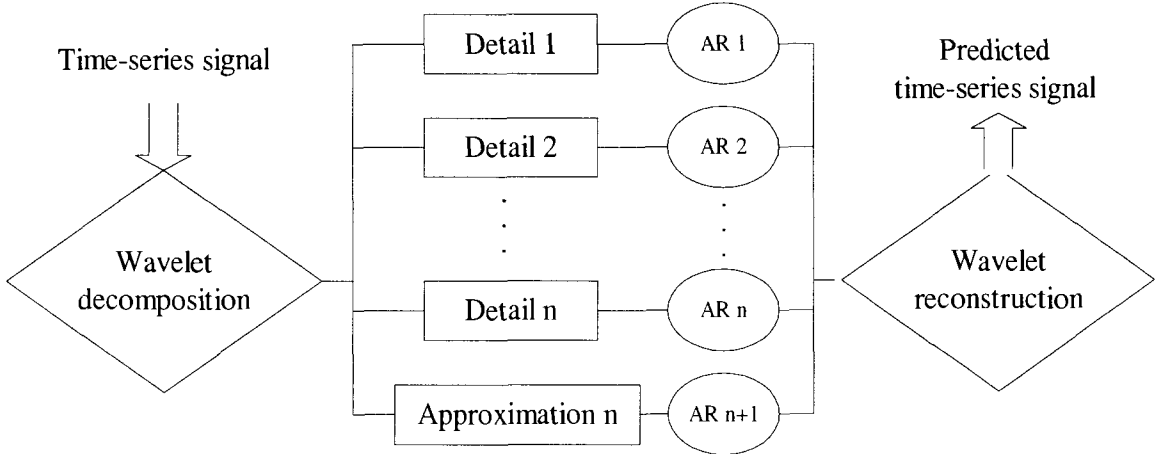 Time-series signal
Wavelet
decomposition
Detail 1
AR 1
Detail 2
AR 2
Detail n
AR n
Approximation n
AR n+1
Predicted
time-series signal
Wavelet
reconstruction